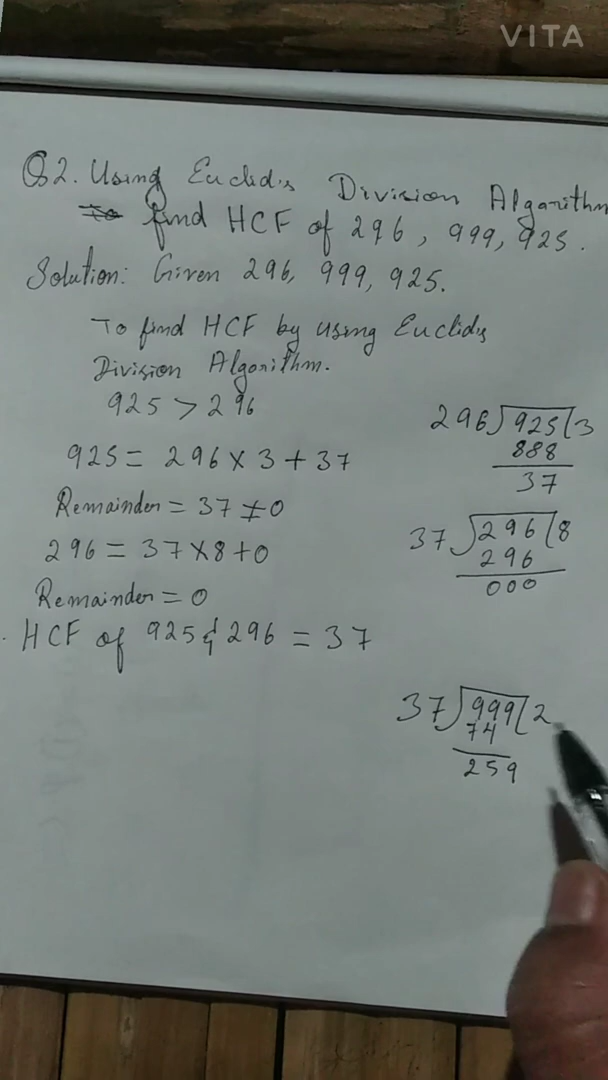 VITA
Q2. Using Euclid's Division Algorithm
find HCF of 296, 999, 925.
Solution: Given 296, 999, 925.
To find HCF by using Euclid's
Division Algorithm.
925 > 296
925 = 296 × 3 + 37
Remainder = 37 ≠ 0
296 = 37 × 8 + 0
Remainder = 0
HCF of 925 & 296 = 37
296) 925 ( 3
888
37
37) 296 ( 8
296
000
37) 999 ( 2
74
259